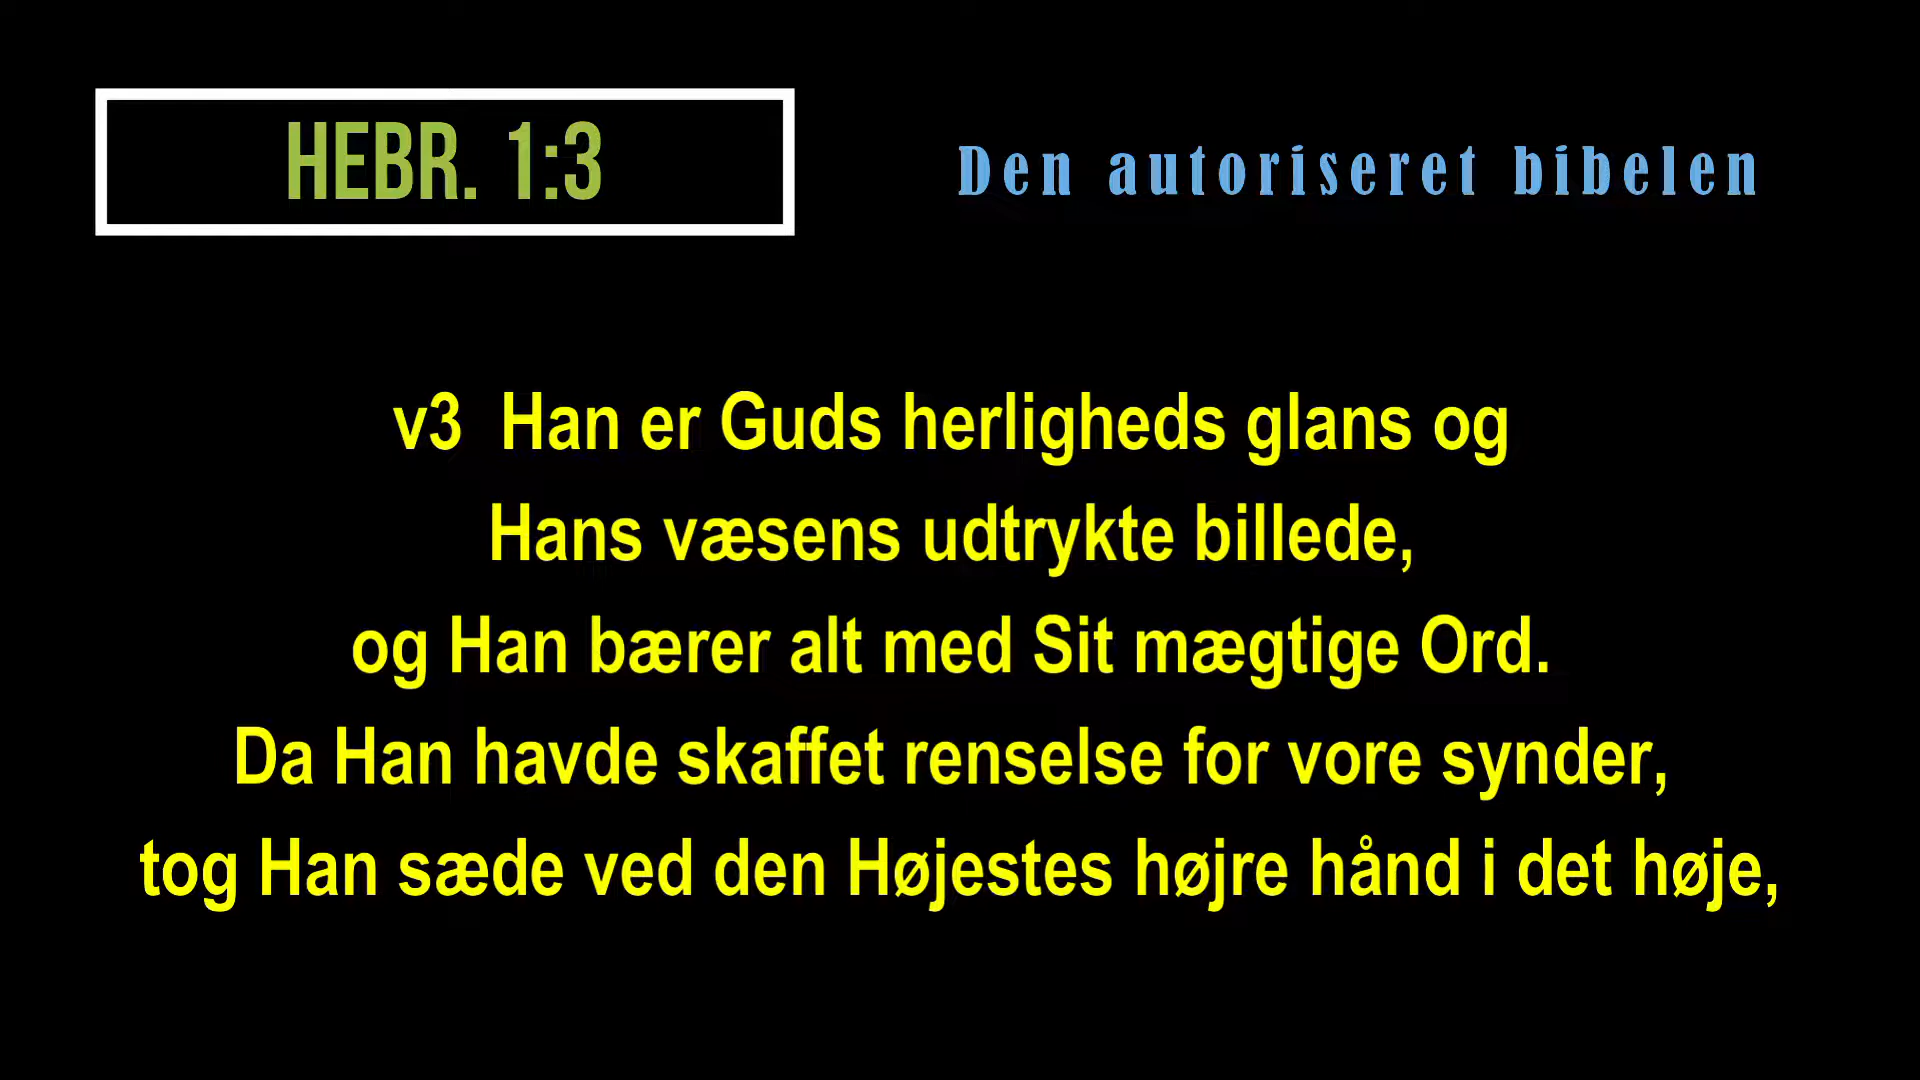 HEBR. 1:3
Den autoriseret bibelen
v3 Han er Guds herligheds glans og
Hans væsens udtrykte billede,
og Han bærer alt med Sit mægtige Ord.
Da Han havde skaffet renselse for vore synder,
tog Han sæde ved den Højestes højre hånd i det høje,